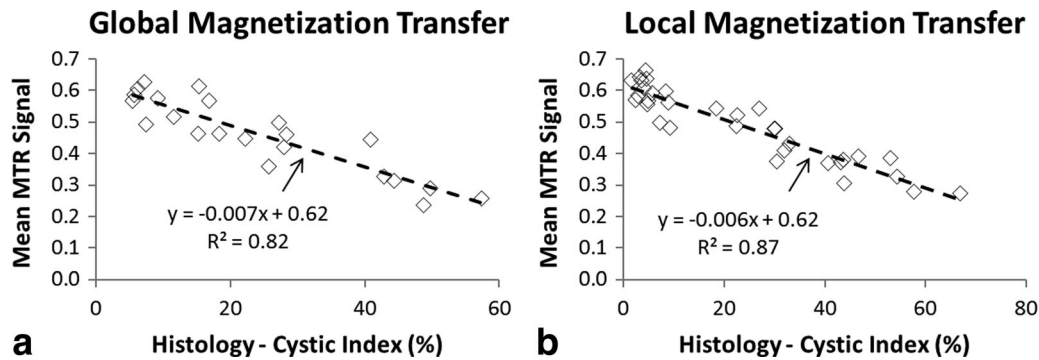 Global Magnetization Transfer
Mean MTR Signal
0.7
0.6
0.5
0.4
0.3
0.2
0.1
0.0
y = -0.007x + 0.62
R² = 0.82
0 20 40 60
Histology - Cystic Index (%)
a
Local Magnetization Transfer
Mean MTR Signal
0.7
0.6
0.5
0.4
0.3
0.2
0.1
0.0
y = -0.006x + 0.62
R² = 0.87
0 20 40 60 80
Histology - Cystic Index (%)
b